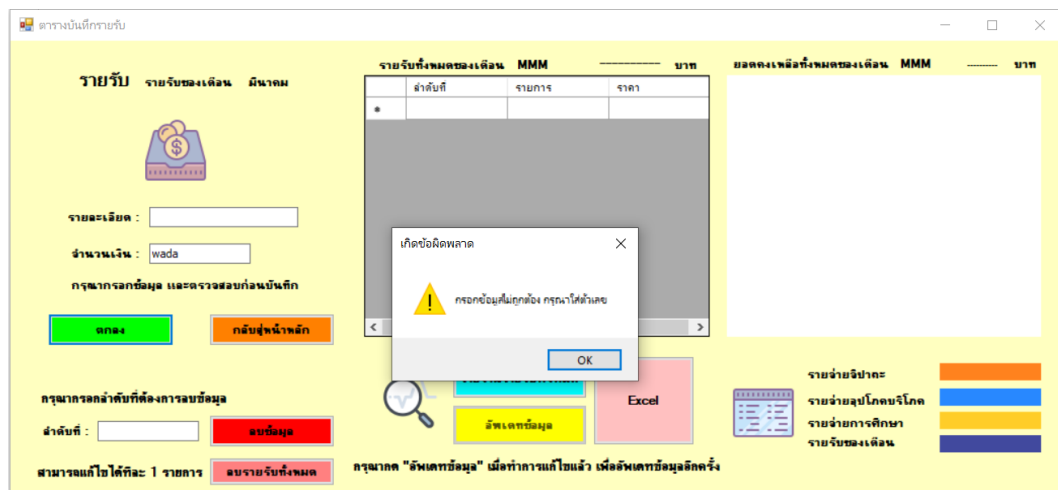 ตารางบันทึกรายรับ
รายรับ รายรับของเดือน มีนาคม
รายรับทั้งหมดของเดือน MMM ---------- บาท
ยอดคงเหลือทั้งหมดของเดือน MMM ---------- บาท
ลำดับที่ รายการ ราคา
รายละเอียด :
จำนวนเงิน : wada
กรุณากรอกข้อมูล และตรวจสอบก่อนบันทึก
ตกลง กลับสู่หน้าหลัก
เกิดข้อผิดพลาด
กรอกข้อมูลไม่ถูกต้อง กรุณาใส่ตัวเลข
OK
กรุณากรอกลำดับที่ต้องการลบข้อมูล
ลำดับที่ : ลบข้อมูล
สามารถแก้ไขได้ทีละ 1 รายการ ลบรายรับทั้งหมด
อัพเดทข้อมูล
Excel
กรุณากด "อัพเดทข้อมูล" เมื่อทำการแก้ไขแล้ว เพื่ออัพเดทข้อมูลอีกครั้ง
รายจ่ายจิปาถะ
รายจ่ายอุปโภคบริโภค
รายจ่ายการศึกษา
รายรับของเดือน